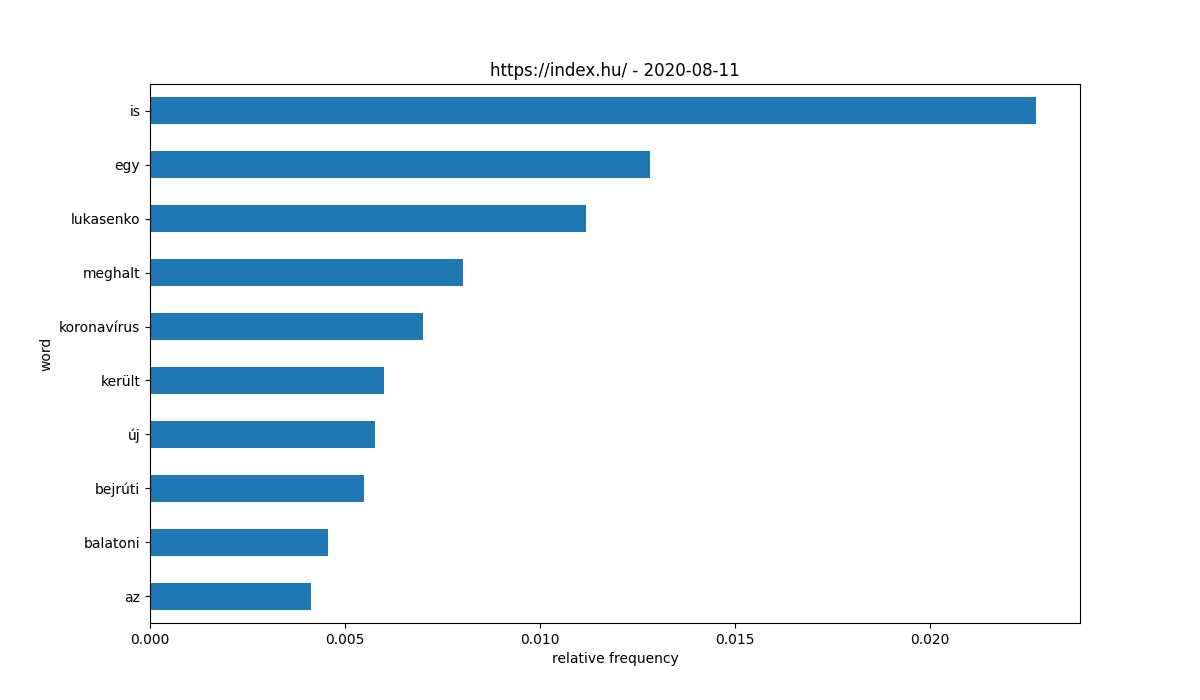 https://index.hu/ - 2020-08-11
is
egy
lukasenko
meghalt
koronavírus
került
új
bejrúti
balatoni
az
word
0.000 0.005 0.010 0.015 0.020
relative frequency